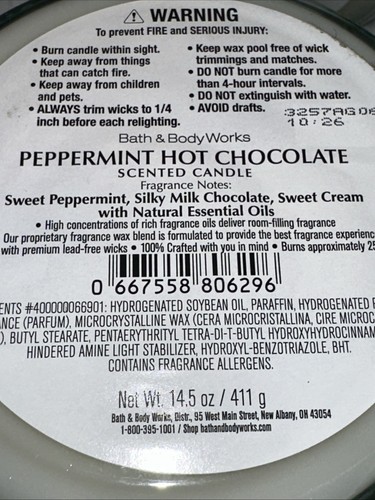 ⚠ WARNING
To prevent FIRE and SERIOUS INJURY:
• Burn candle within sight.
• Keep away from things
that can catch fire.
• Keep away from children
and pets.
• ALWAYS trim wicks to 1/4
inch before each relighting.
• Keep wax pool free of wick
trimmings and matches.
• DO NOT burn candle for more
than 4-hour intervals.
• DO NOT extinguish with water.
• AVOID drafts.
3257AG06
10:26
Bath & Body Works
PEPPERMINT HOT CHOCOLATE
SCENTED CANDLE
Fragrance Notes:
Sweet Peppermint, Silky Milk Chocolate, Sweet Cream
with Natural Essential Oils
• High concentrations of rich fragrance oils deliver room-filling fragrance
Our proprietary fragrance wax blend is formulated to provide the best fragrance experienc
with premium lead-free wicks • 100% Crafted with you in mind • Burns approximately 25
0 667558 806296
ENTS #400000066901: HYDROGENATED SOYBEAN OIL, PARAFFIN, HYDROGENATED
NCE (PARFUM), MICROCRYSTALLINE WAX (CERA MICROCRISTALLINA, CIRE MICROC
), BUTYL STEARATE, PENTAERYTHRITYL TETRA-DI-T-BUTYL HYDROXYHYDROCINNAM
HINDERED AMINE LIGHT STABILIZER, HYDROXYL-BENZOTRIAZOLE, BHT.
CONTAINS FRAGRANCE ALLERGENS.
Net Wt. 14.5 oz / 411 g
Bath & Body Works, Distr., 95 West Main Street, New Albany, OH 43054
1-800-395-1001 / Shop bathandbodyworks.com